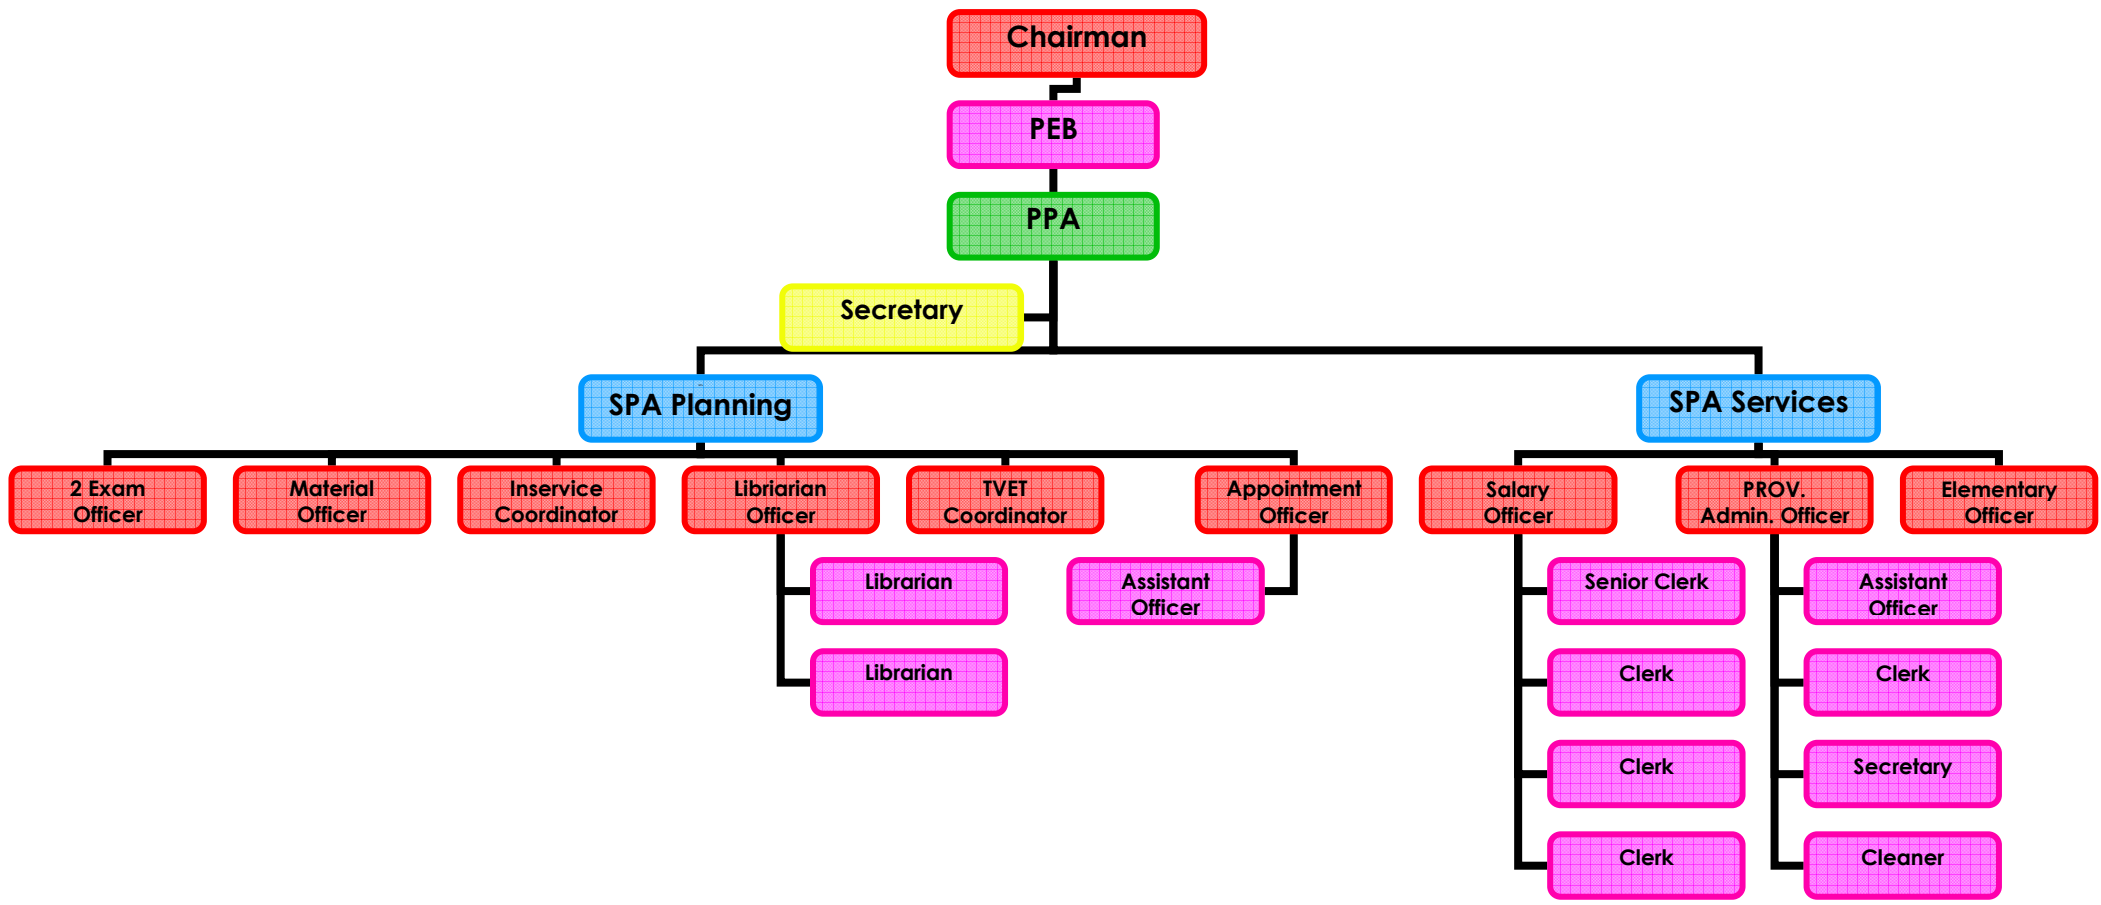 Chairman
PEB
PPA
Secretary
SPA Planning
SPA Services
2 Exam
Officer
Material
Officer
Inservice
Coordinator
Libriarian
Officer
TVET
Coordinator
Appointment
Officer
Salary
Officer
PROV.
Admin. Officer
Elementary
Officer
Librarian
Librarian
Assistant
Officer
Senior Clerk
Clerk
Clerk
Clerk
Assistant
Officer
Clerk
Secretary
Cleaner